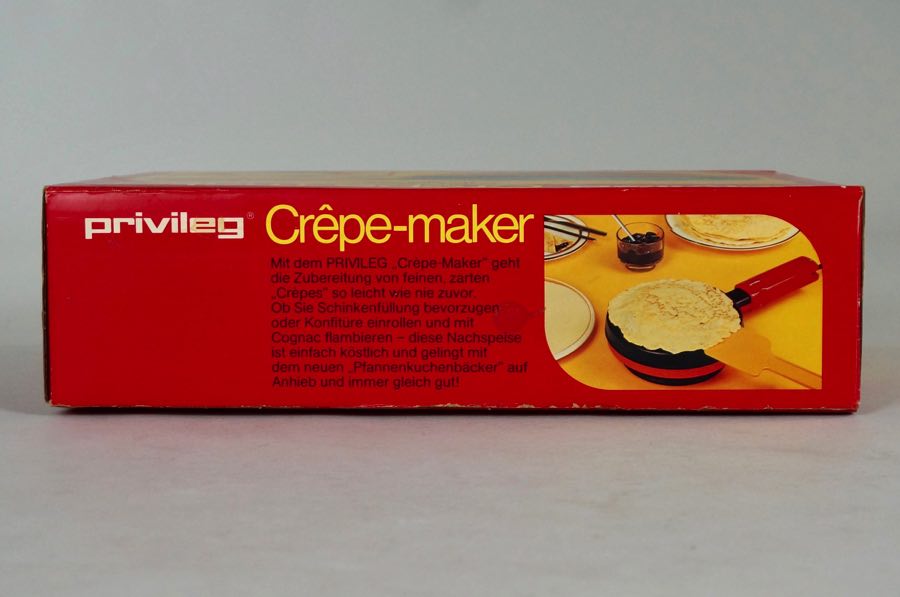 privileg® Crêpe-maker
Mit dem PRIVILEG „Crêpe-Maker" geht
die Zubereitung von feinen, zarten
„Crêpes" so leicht wie nie zuvor.
Ob Sie Schinkenfüllung bevorzugen
oder Konfitüre einrollen und mit
Cognac flambieren – diese Nachspeise
ist einfach köstlich und gelingt mit
dem neuen „Pfannenkuchenbäcker" auf
Anhieb und immer gleich gut!